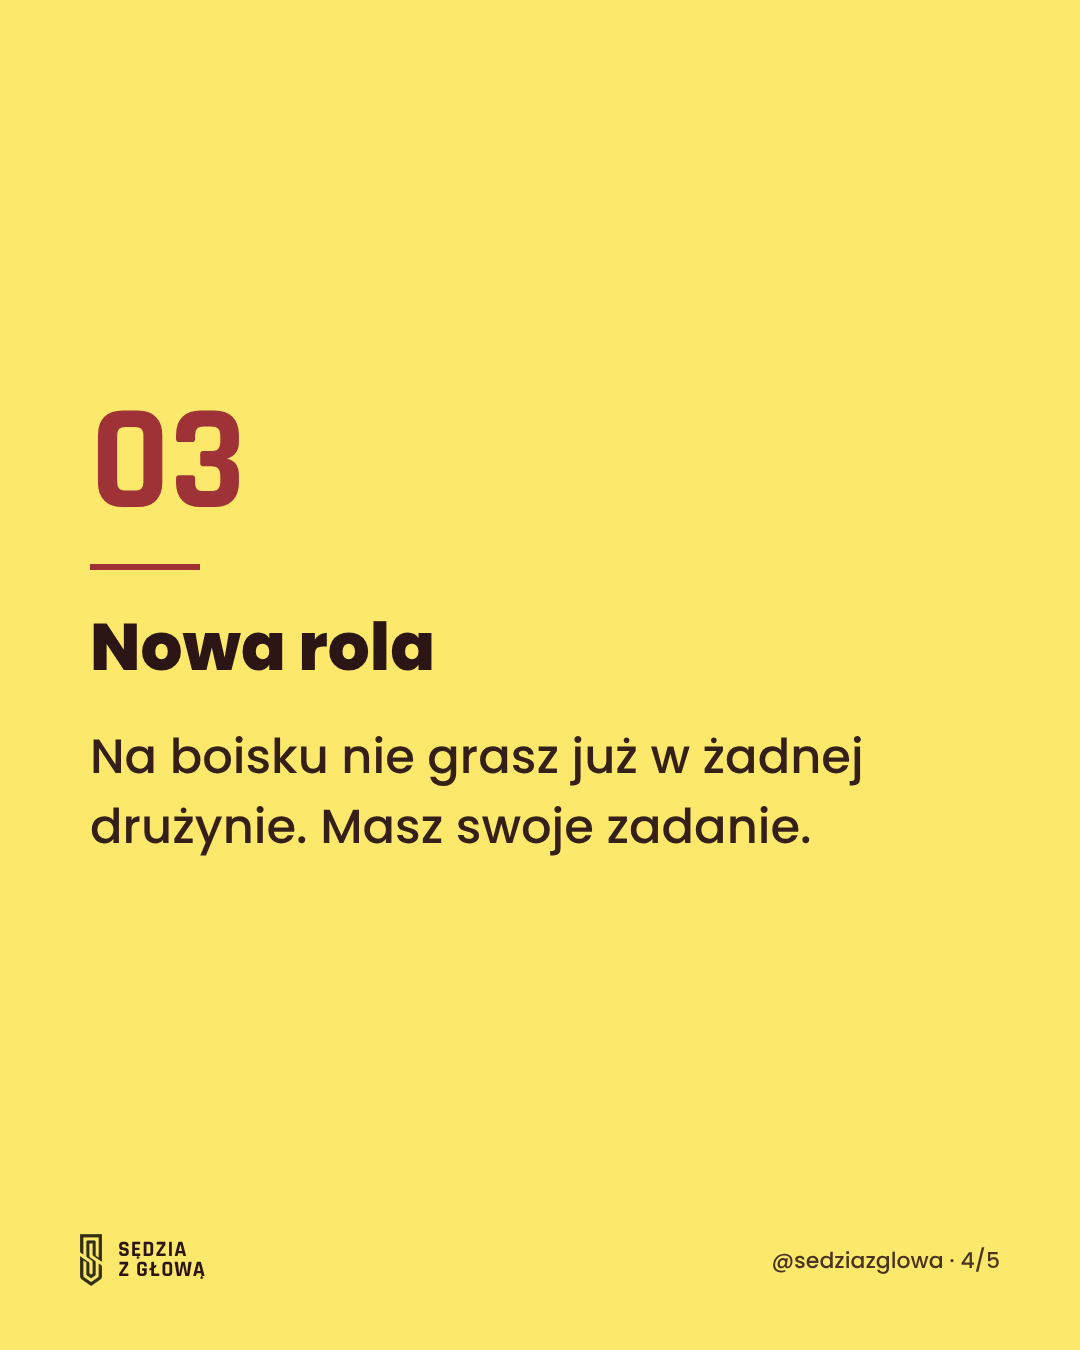 03
Nowa rola
Na boisku nie grasz już w żadnej
drużynie. Masz swoje zadanie.
SĘDZIA
Z GŁOWĄ
@sedziazglowa · 4/5